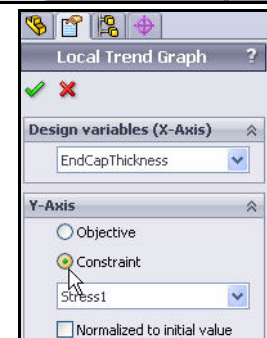 Local Trend Graph ?
Design variables (X-Axis)
EndCapThickness
Y-Axis
Objective
Constraint
Stress1
Normalized to initial value